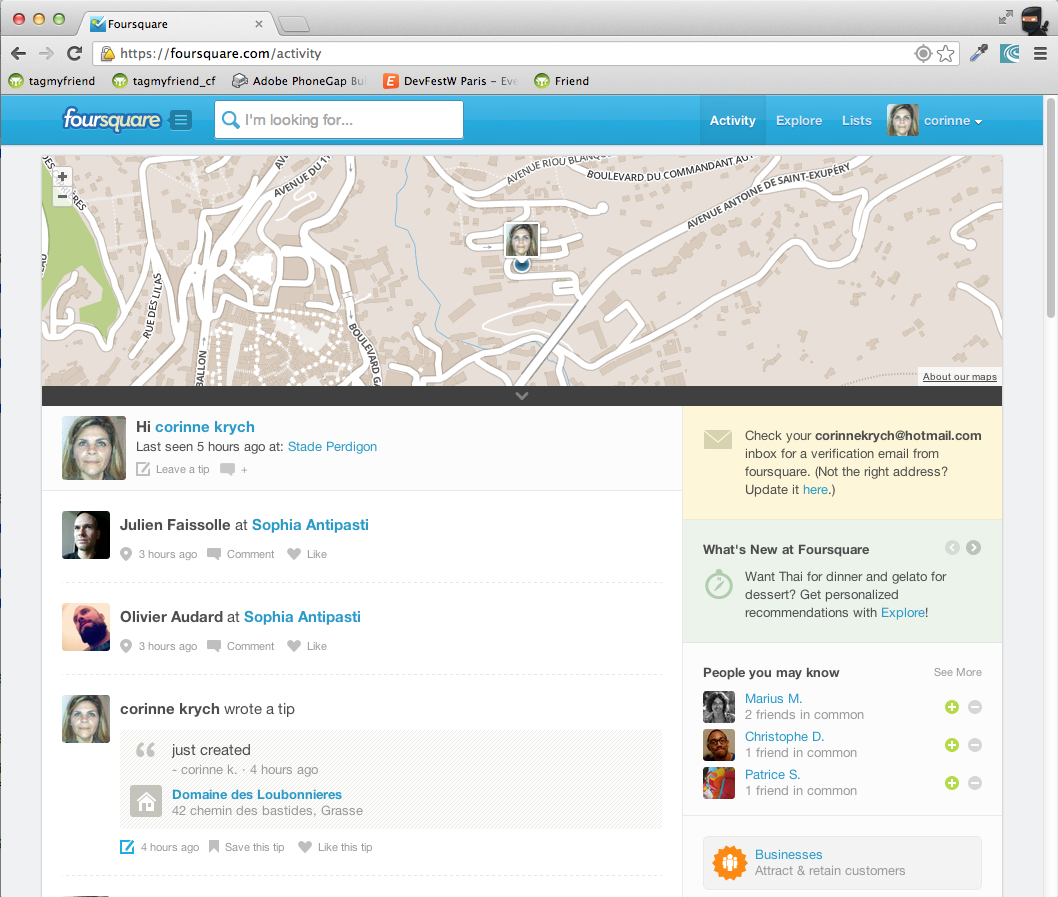 Foursquare
https://foursquare.com/activity
tagmyfriend
tagmyfriend_cf
Adobe PhoneGap Bu
DevFestW Paris – Eve
Friend
foursquare
I'm looking for...
Activity
Explore
Lists
corinne
+
−
AVENUE DU 11
AVENUE RIOU BLANQU
BOULEVARD DU COMMANDANT AUT
AVENUE ANTOINE DE SAINT-EXUPÉRY
RUE DES LILAS
BALLON
BOULEVARD GA
About our maps
Hi corinne krych
Last seen 5 hours ago at: Stade Perdigon
Leave a tip
+
Julien Faissolle at Sophia Antipasti
3 hours ago Comment Like
Olivier Audard at Sophia Antipasti
3 hours ago Comment Like
corinne krych wrote a tip
just created
- corinne k. · 4 hours ago
Domaine des Loubonnieres
42 chemin des bastides, Grasse
4 hours ago Save this tip Like this tip
Check your corinnekrych@hotmail.com
inbox for a verification email from
foursquare. (Not the right address?
Update it here.)
What's New at Foursquare
Want Thai for dinner and gelato for
dessert? Get personalized
recommendations with Explore!
People you may know
See More
Marius M.
2 friends in common
Christophe D.
1 friend in common
Patrice S.
1 friend in common
Businesses
Attract & retain customers